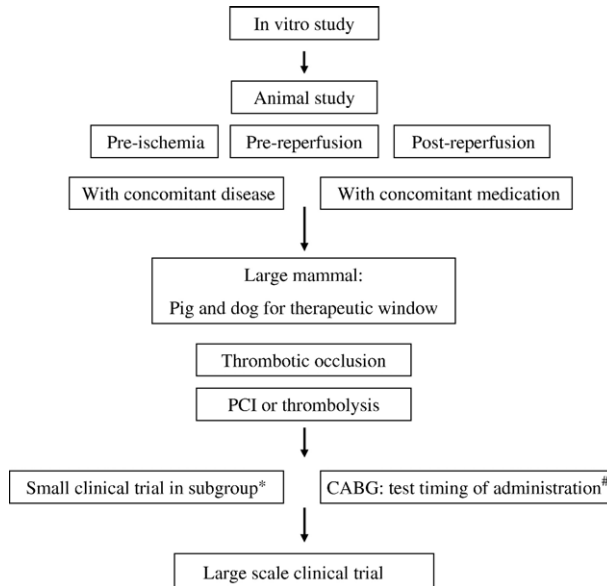 In vitro study
Animal study
Pre-ischemia
Pre-reperfusion
Post-reperfusion
With concomitant disease
With concomitant medication
Large mammal:
Pig and dog for therapeutic window
Thrombotic occlusion
PCI or thrombolysis
Small clinical trial in subgroup*
CABG: test timing of administration#
Large scale clinical trial